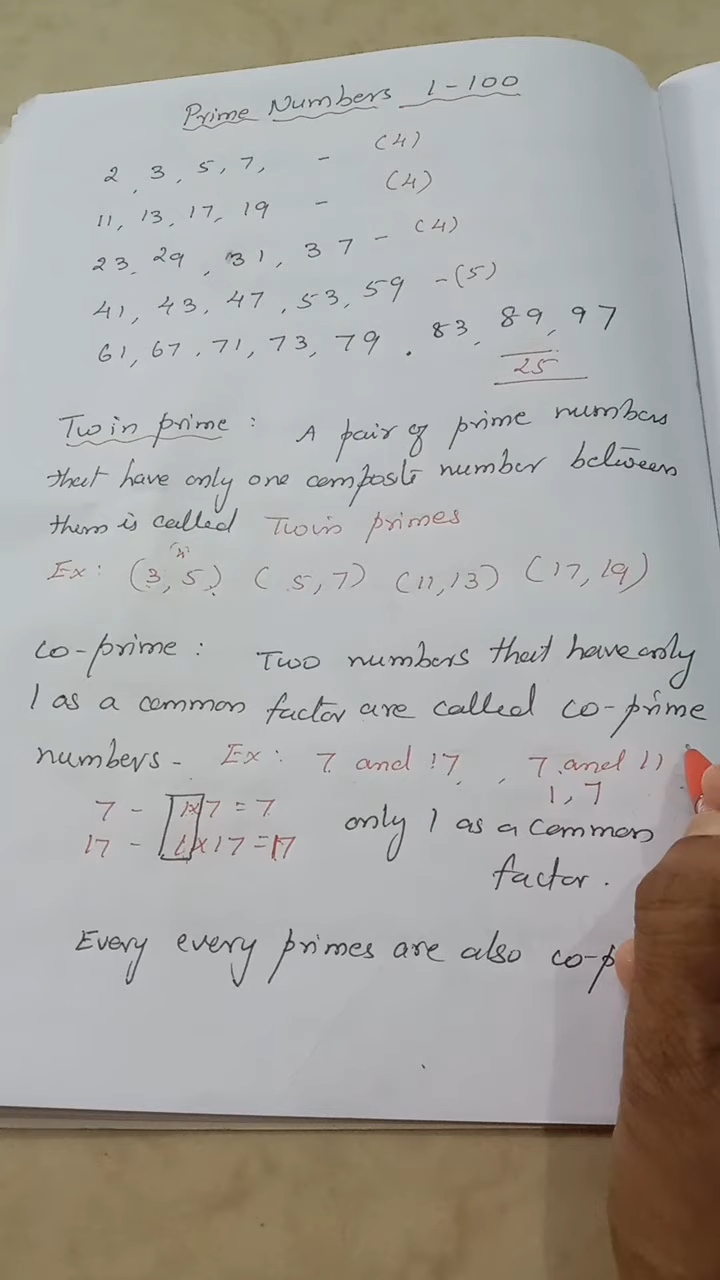 Prime Numbers 1-100
2, 3, 5, 7, - (4)
11, 13, 17, 19 - (4)
23, 29, 31, 37 - (4)
41, 43, 47, 53, 59 - (5)
61, 67, 71, 73, 79, 83, 89, 97
25
Twin prime: A pair of prime numbers
that have only one composite number between
them is called Twin primes
Ex: (3, 5) (5, 7) (11, 13) (17, 19)
Co-prime: Two numbers that have only
1 as a common factor are called co-prime
numbers- Ex: 7 and 17, 7 and 11
1, 7
7 - 1x7 = 7
17 - 1x17 = 17
only 1 as a common
factor.
Every every primes are also co-p